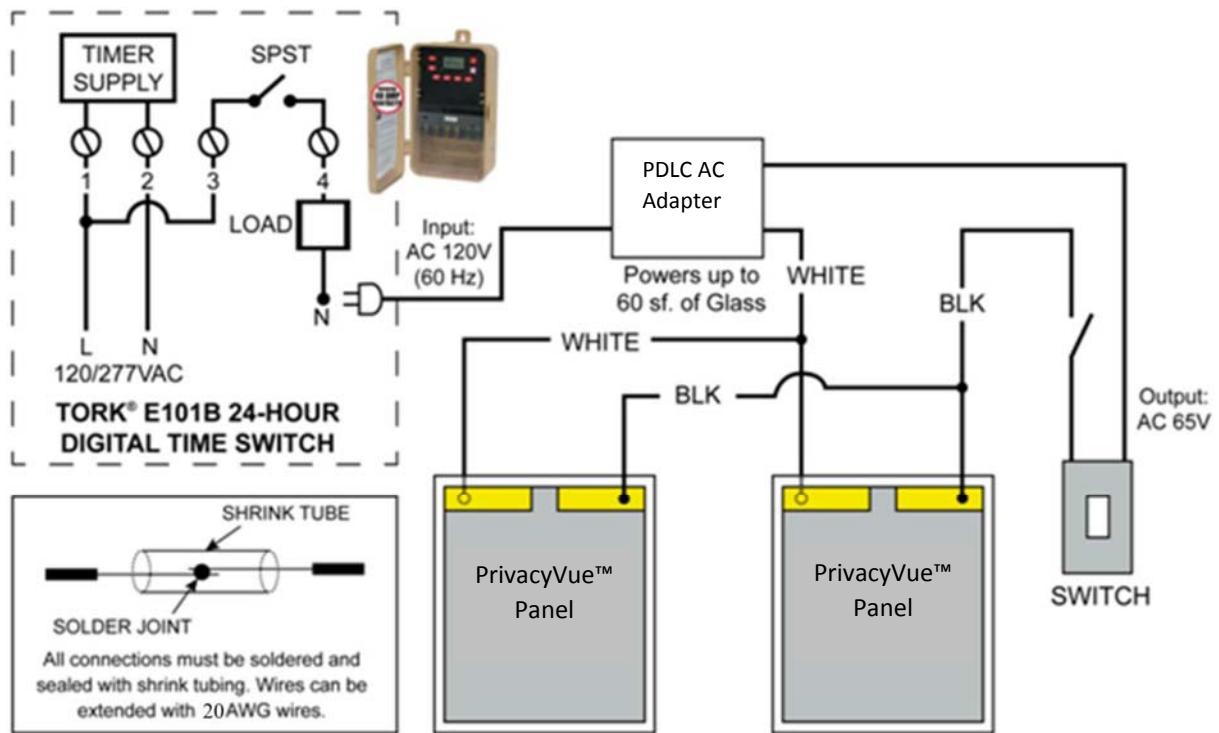 TIMER
SUPPLY
SPST
1
2
3
4
LOAD
N
L
N
120/277VAC
TORK® E101B 24-HOUR
DIGITAL TIME SWITCH
Input:
AC 120V
(60 Hz)
PDLC AC
Adapter
Powers up to
60 sf. of Glass
WHITE
BLK
WHITE
BLK
Output:
AC 65V
SWITCH
PrivacyVue™
Panel
PrivacyVue™
Panel
SHRINK TUBE
SOLDER JOINT
All connections must be soldered and
sealed with shrink tubing. Wires can be
extended with 20AWG wires.